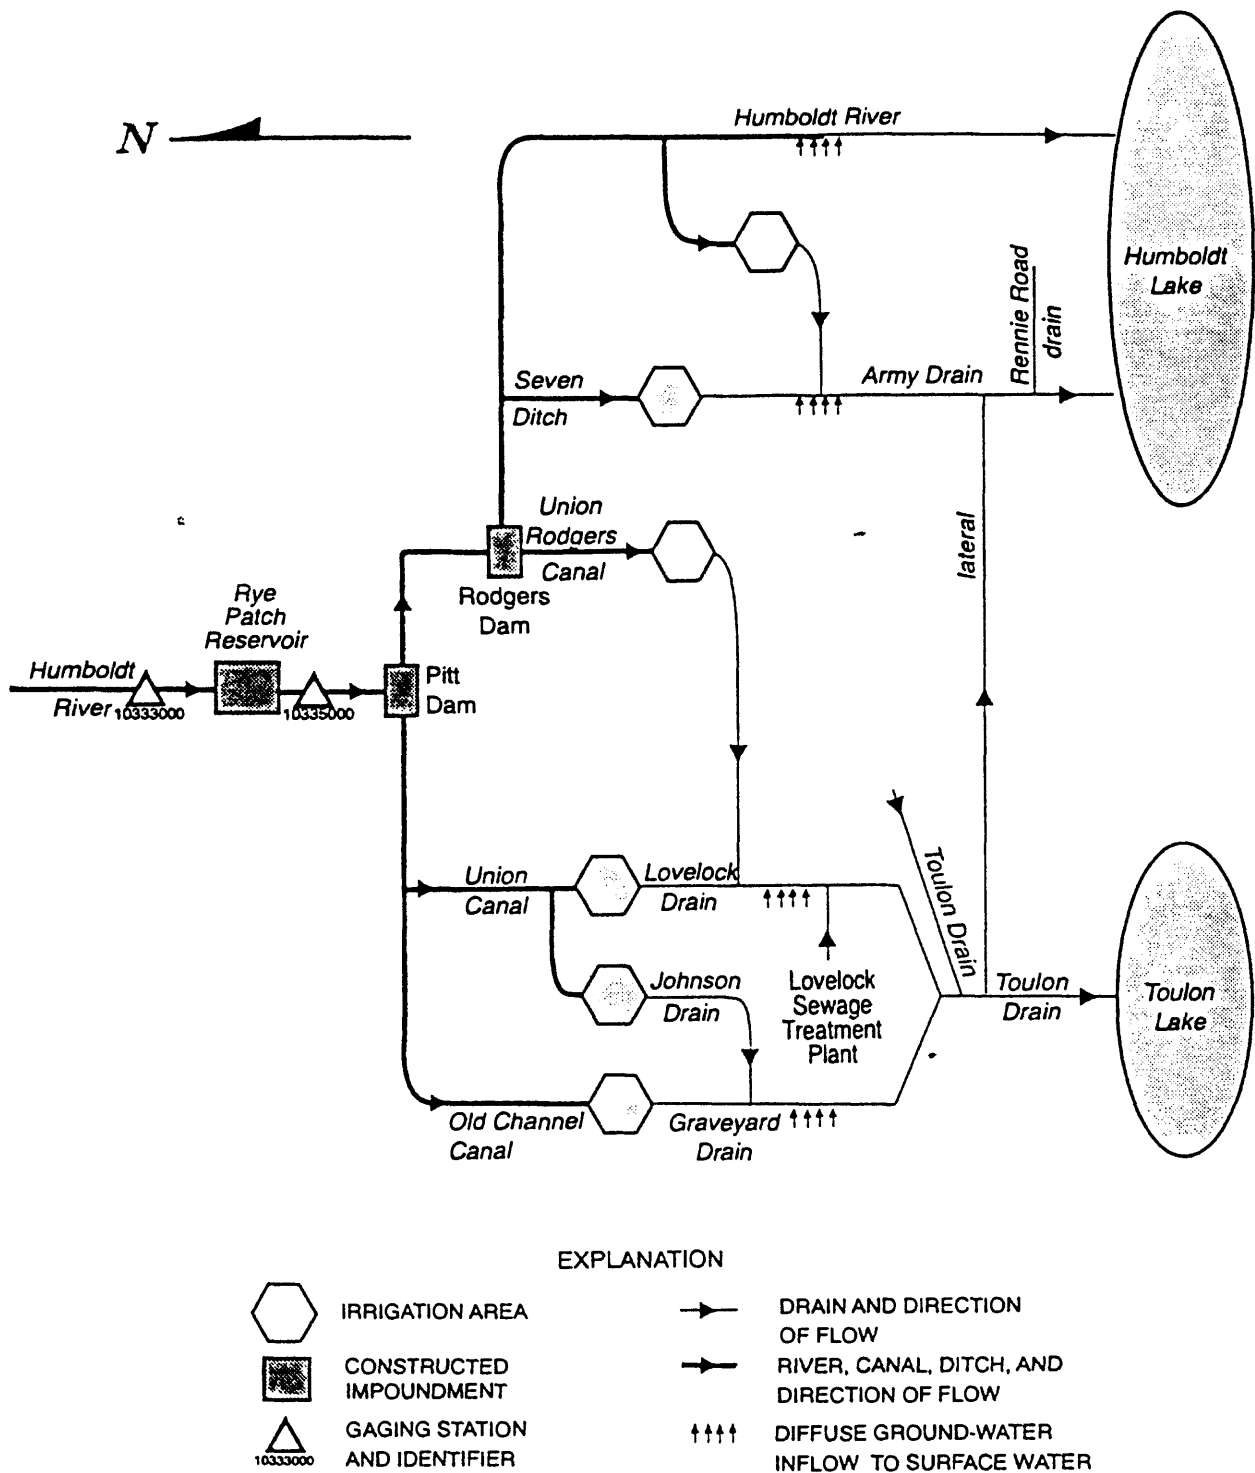 Humboldt River
N
Humboldt
Lake
Rennie Road
drain
Seven
Ditch
Army Drain
Union
Rodgers
Canal
lateral
Rodgers
Dam
Rye
Patch
Reservoir
Humboldt
River
10333000
10335000
Pitt
Dam
Union
Canal
Lovelock
Drain
Toulon Drain
Johnson
Drain
Lovelock
Sewage
Treatment
Plant
Toulon
Drain
Toulon
Lake
Old Channel
Canal
Graveyard
Drain
EXPLANATION
IRRIGATION AREA
CONSTRUCTED
IMPOUNDMENT
GAGING STATION
AND IDENTIFIER
10333000
DRAIN AND DIRECTION
OF FLOW
RIVER, CANAL, DITCH, AND
DIRECTION OF FLOW
DIFFUSE GROUND-WATER
INFLOW TO SURFACE WATER